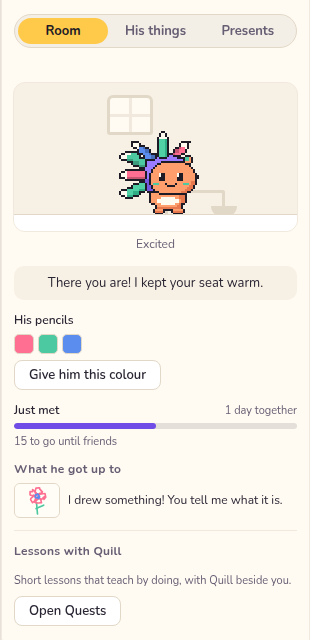 Room
His things
Presents
Excited
There you are! I kept your seat warm.
His pencils
Give him this colour
Just met
1 day together
15 to go until friends
What he got up to
I drew something! You tell me what it is.
Lessons with Quill
Short lessons that teach by doing, with Quill beside you.
Open Quests